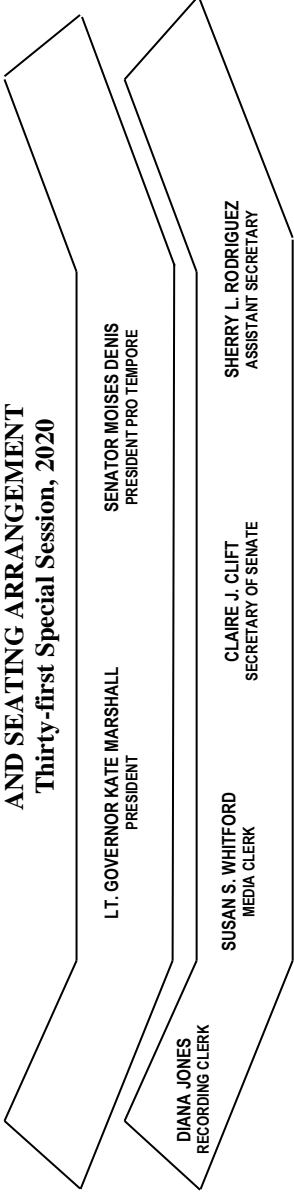 AND SEATING ARRANGEMENT
Thirty-first Special Session, 2020
LT. GOVERNOR KATE MARSHALL
PRESIDENT
SENATOR MOISES DENIS
PRESIDENT PRO TEMPORE
DIANA JONES
RECORDING CLERK
SUSAN S. WHITFORD
MEDIA CLERK
CLAIRE J. CLIFT
SECRETARY OF SENATE
SHERRY L. RODRIGUEZ
ASSISTANT SECRETARY